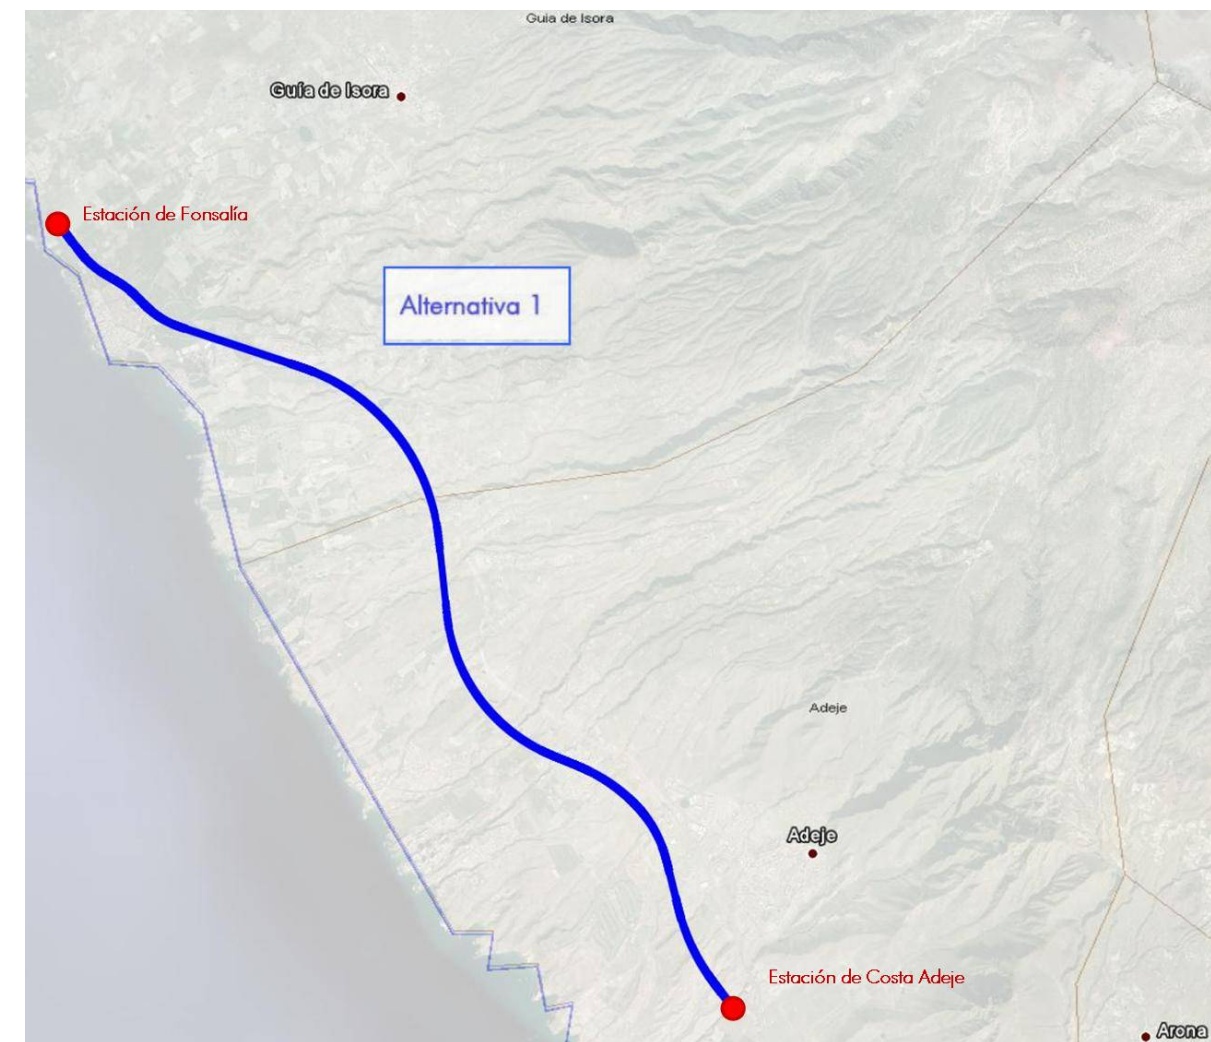 Guia de Isora
Guía de Isora
Estación de Fonsalía
Alternativa 1
Adeje
Adeje
Estación de Costa Adeje
Arona